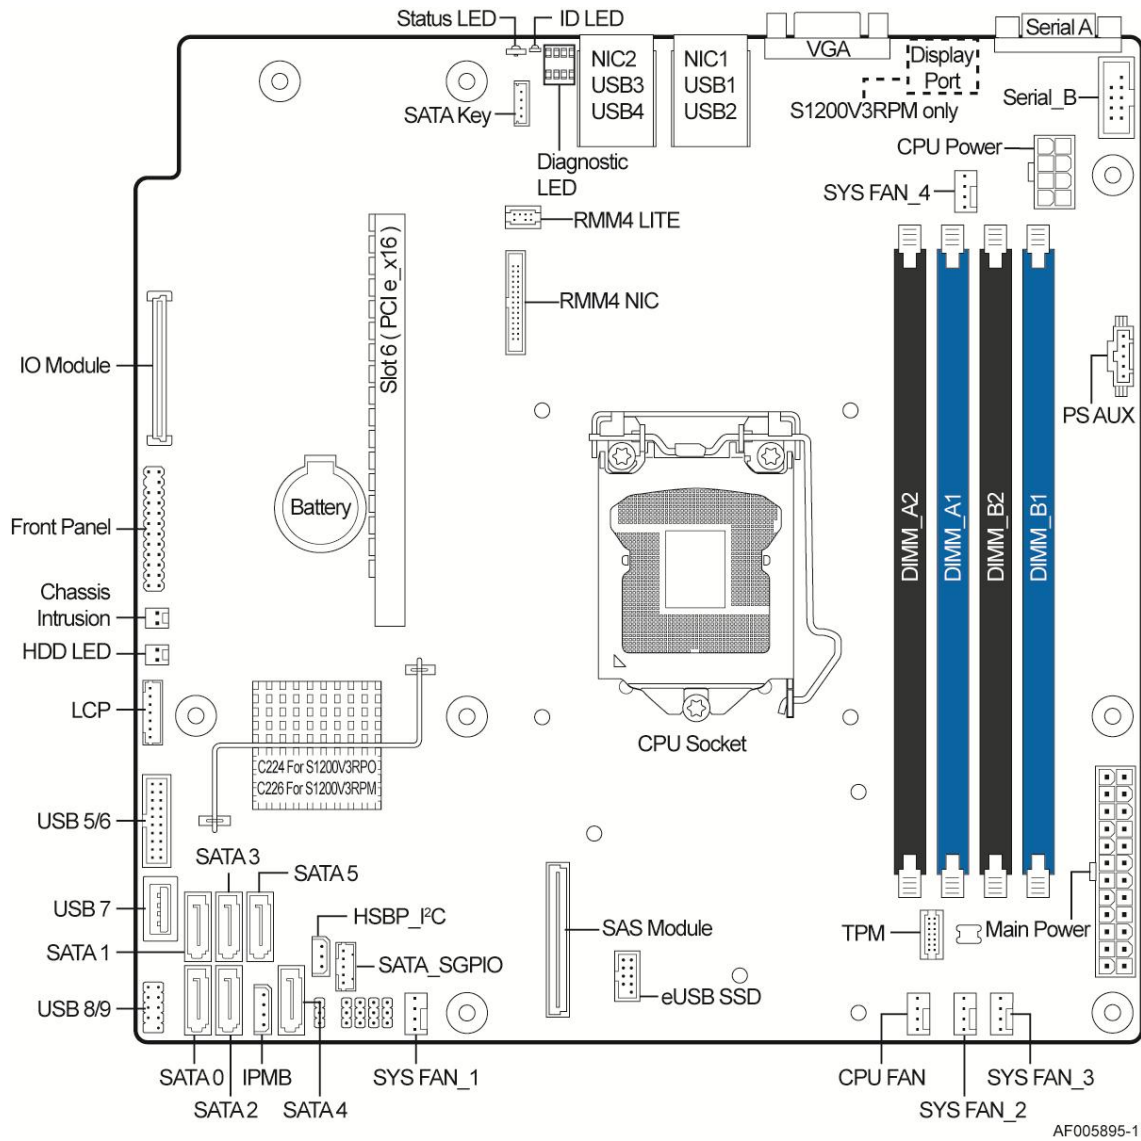 Status LED
ID LED
NIC2
USB3
USB4
NIC1
USB1
USB2
VGA
Display
Port
Serial A
SATA Key
S1200V3RPM only
Serial_B
Diagnostic
LED
CPU Power
SYS FAN_4
RMM4 LITE
RMM4 NIC
Slot 6 ( PCI e_x16 )
IO Module
PS AUX
Battery
Front Panel
DIMM_A2
DIMM_A1
DIMM_B2
DIMM_B1
Chassis
Intrusion
HDD LED
LCP
CPU Socket
C224 For S1200V3RPO
C226 For S1200V3RPM
USB 5/6
SATA 3
SATA 5
USB 7
HSBP_I²C
SATA 1
SATA_SGPIO
SAS Module
TPM
Main Power
USB 8/9
eUSB SSD
SATA 0
IPMB
SYS FAN_1
CPU FAN
SYS FAN_3
SATA 2
SATA 4
SYS FAN_2
AF005895-1